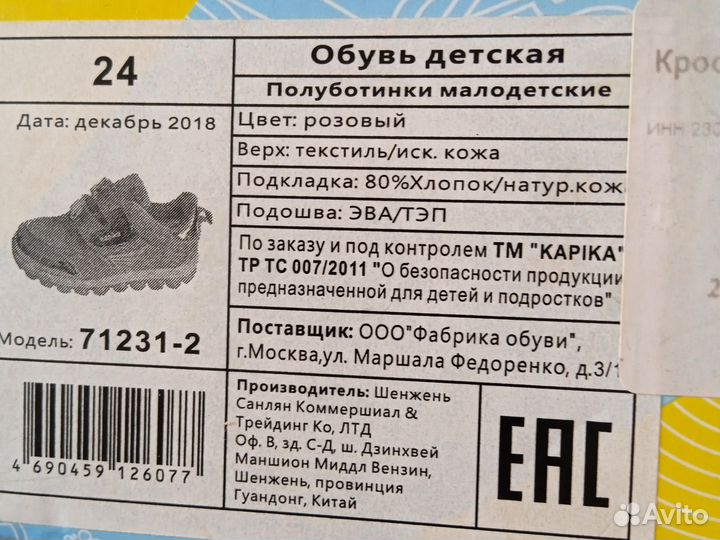 24
Дата: декабрь 2018
Модель: 71231-2
4 690459 126077
Обувь детская
Полуботинки малодетские
Цвет: розовый
Верх: текстиль/иск. кожа
Подкладка: 80%Хлопок/натур.кож
Подошва: ЭВА/ТЭП
По заказу и под контролем ТМ "KAPIKA"
ТР ТС 007/2011 "О безопасности продукции
предназначенной для детей и подростков"
Поставщик: ООО"Фабрика обуви",
г.Москва,ул. Маршала Федоренко, д.3/1
Производитель: Шенжень
Санлян Коммершиал &
Трейдинг Ко, ЛТД
Оф. В, зд. С-Д, ш. Дзинхвей
Маншион Миддл Вензин,
Шенжень, провинция
Гуандонг, Китай
EAC
Крос
ИНН 230
2
Avito